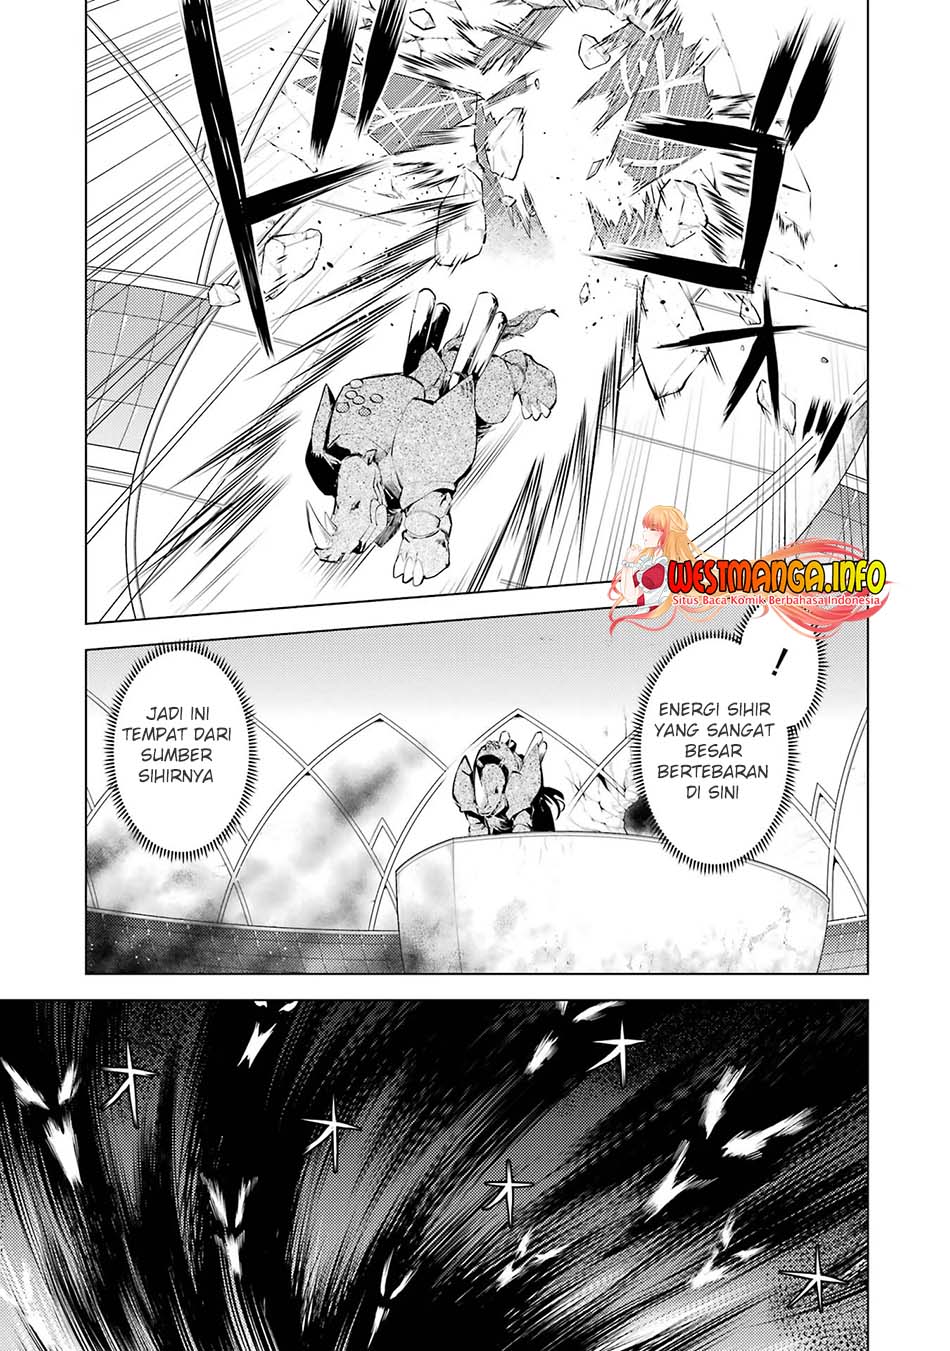 ドゴォ
WESTMANGA.INFO
Situs Baca Komik Berbahasa Indonesia
!
ENERGI SIHIR
YANG SANGAT
BESAR
BERTEBARAN
DI SINI
JADI INI
TEMPAT DARI
SUMBER
SIHIRNYA